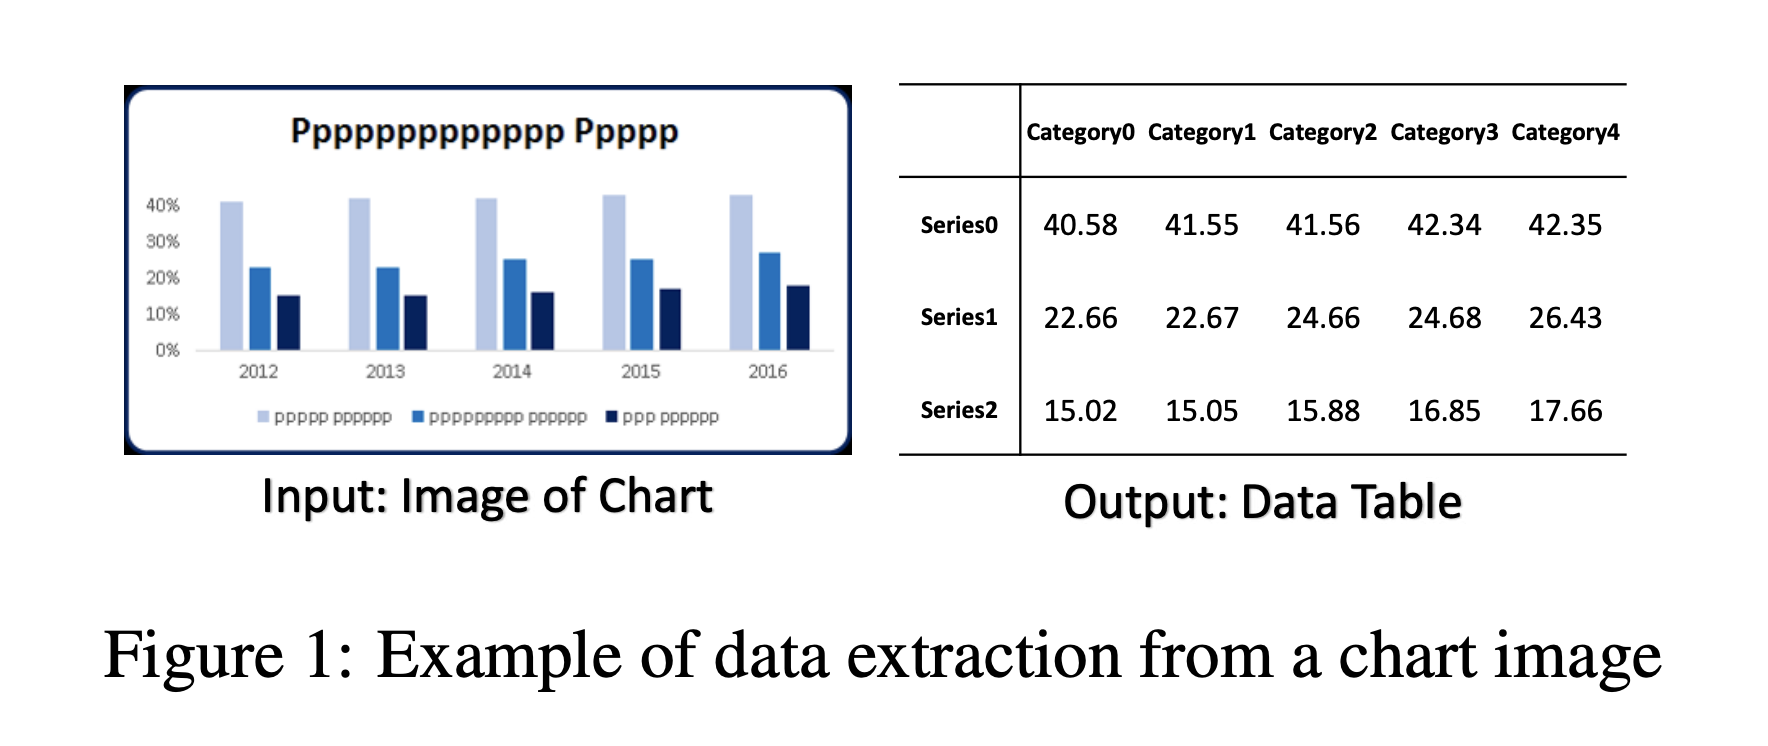 Pppppppppppppp Ppppp
40%
30%
20%
10%
0%
2012 2013 2014 2015 2016
ppppp pppppp ppppppppp pppppp ppp pppppp
Input: Image of Chart
Category0 Category1 Category2 Category3 Category4
Series0 40.58 41.55 41.56 42.34 42.35
Series1 22.66 22.67 24.66 24.68 26.43
Series2 15.02 15.05 15.88 16.85 17.66
Output: Data Table
Figure 1: Example of data extraction from a chart image